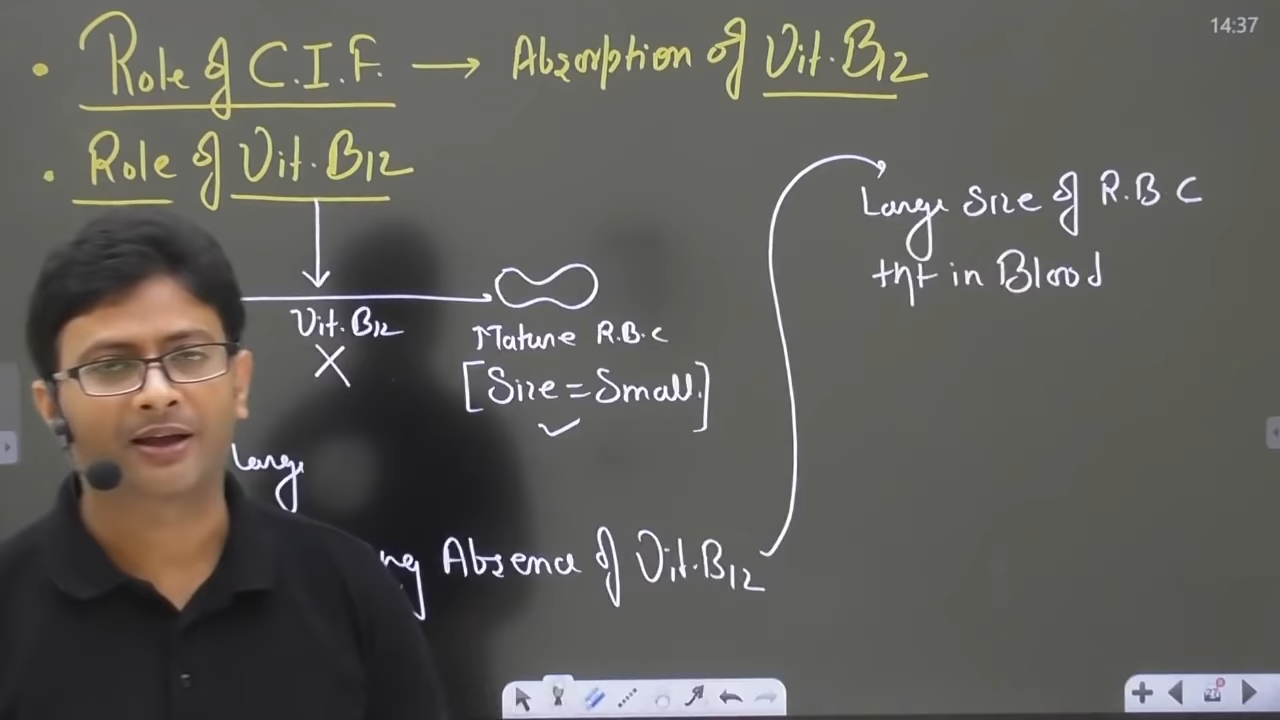 14:37
• Role of C.I.F. → Absorption of Vit.B12
• Role of Vit.B12
Vit.B12
X
Mature R.B.C
[Size = Small.]
Large
Absence of Vit.B12
Large Size of R.B.C
in Blood